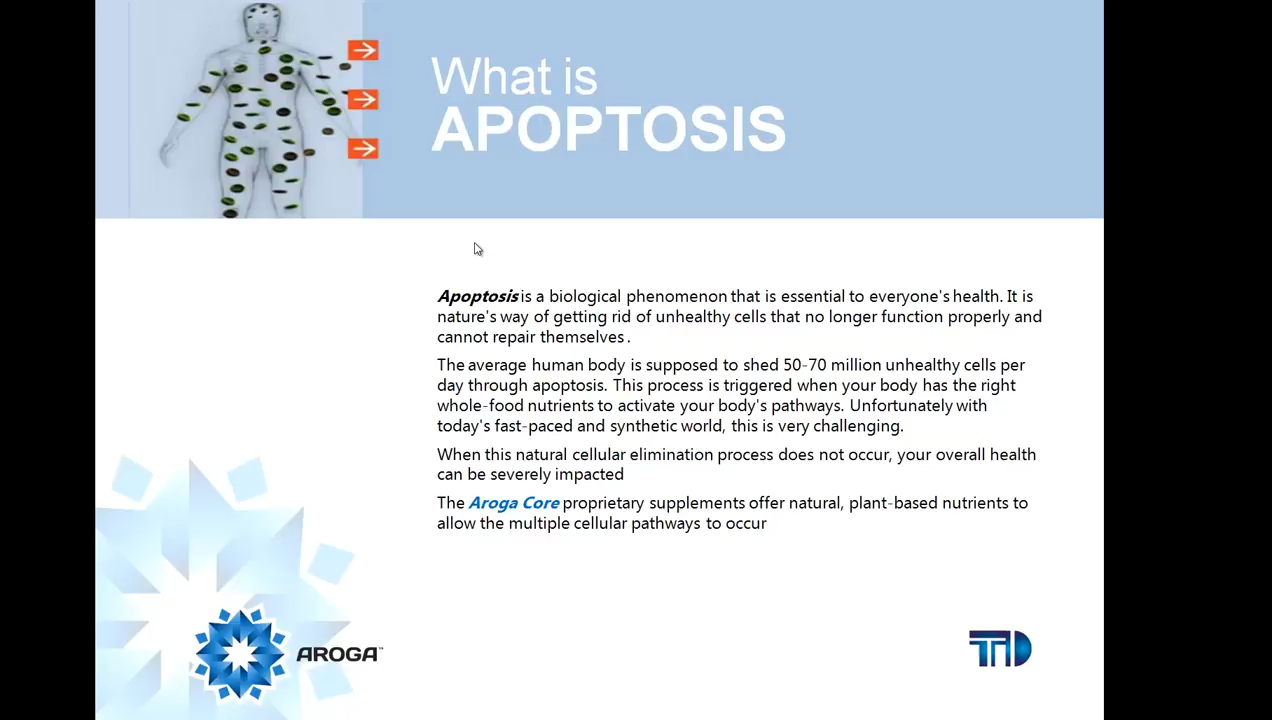 What is
APOPTOSIS
Apoptosis is a biological phenomenon that is essential to everyone's health. It is
nature's way of getting rid of unhealthy cells that no longer function properly and
cannot repair themselves .
The average human body is supposed to shed 50-70 million unhealthy cells per
day through apoptosis. This process is triggered when your body has the right
whole-food nutrients to activate your body's pathways. Unfortunately with
today's fast-paced and synthetic world, this is very challenging.
When this natural cellular elimination process does not occur, your overall health
can be severely impacted
The Aroga Core proprietary supplements offer natural, plant-based nutrients to
allow the multiple cellular pathways to occur
AROGA™